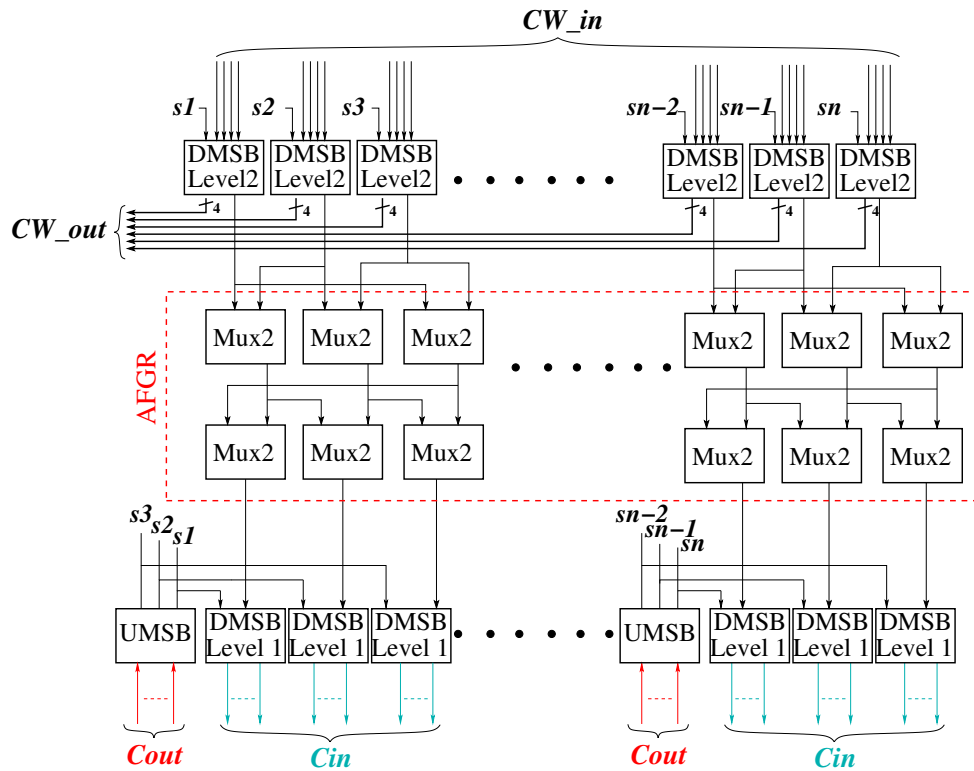 CW_in
s1 s2 s3 sn-2 sn-1 sn
DMSB Level2 DMSB Level2 DMSB Level2 DMSB Level2 DMSB Level2 DMSB Level2
4 4 4 4 4 4
CW_out
AFGR
Mux2 Mux2 Mux2 Mux2 Mux2 Mux2
Mux2 Mux2 Mux2 Mux2 Mux2 Mux2
s3 s2 s1 sn-2 sn-1 sn
UMSB DMSB Level 1 DMSB Level 1 DMSB Level 1 UMSB DMSB Level 1 DMSB Level 1 DMSB Level 1
Cout Cin Cout Cin